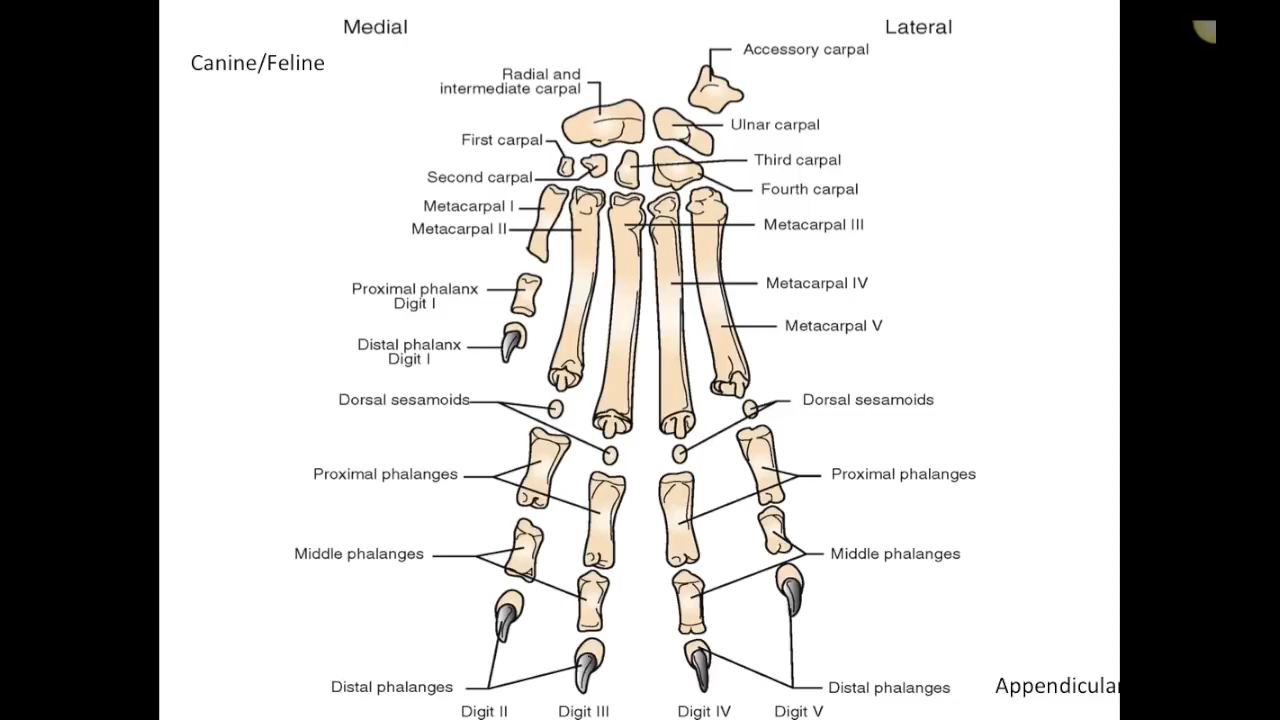 Medial
Lateral
Canine/Feline
Accessory carpal
Radial and
intermediate carpal
Ulnar carpal
First carpal
Third carpal
Second carpal
Fourth carpal
Metacarpal I
Metacarpal II
Metacarpal III
Metacarpal IV
Proximal phalanx
Digit I
Metacarpal V
Distal phalanx
Digit I
Dorsal sesamoids
Dorsal sesamoids
Proximal phalanges
Proximal phalanges
Middle phalanges
Middle phalanges
Distal phalanges
Distal phalanges
Appendicular
Digit II
Digit III
Digit IV
Digit V